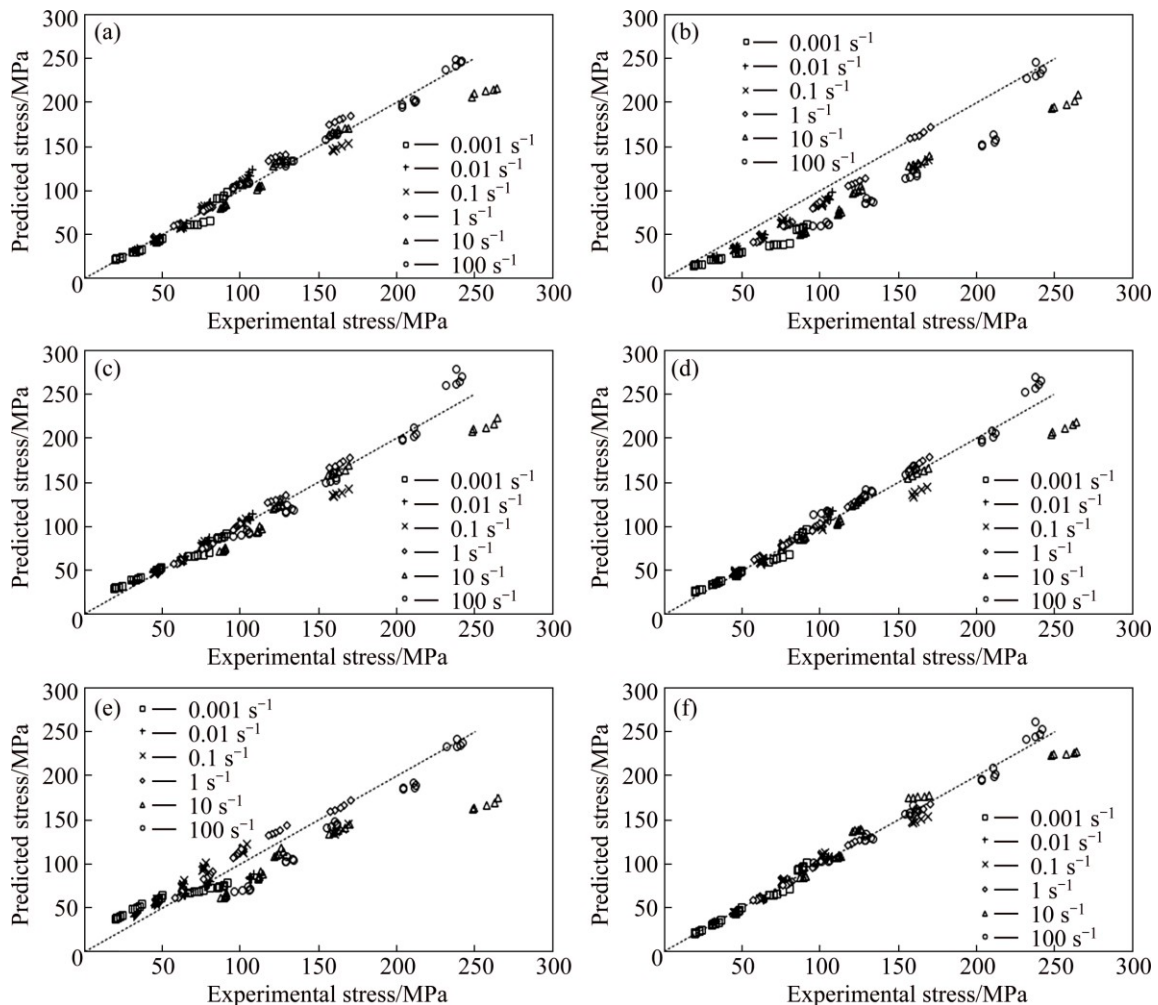 (a)
300
250
200
150
100
50
0
Predicted stress/MPa
0.001 s⁻¹
0.01 s⁻¹
0.1 s⁻¹
1 s⁻¹
10 s⁻¹
100 s⁻¹
50 100 150 200 250 300
Experimental stress/MPa
(b)
300
250
200
150
100
50
0
Predicted stress/MPa
0.001 s⁻¹
0.01 s⁻¹
0.1 s⁻¹
1 s⁻¹
10 s⁻¹
100 s⁻¹
50 100 150 200 250 300
Experimental stress/MPa
(c)
300
250
200
150
100
50
0
Predicted stress/MPa
0.001 s⁻¹
0.01 s⁻¹
0.1 s⁻¹
1 s⁻¹
10 s⁻¹
100 s⁻¹
50 100 150 200 250 300
Experimental stress/MPa
(d)
300
250
200
150
100
50
0
Predicted stress/MPa
0.001 s⁻¹
0.01 s⁻¹
0.1 s⁻¹
1 s⁻¹
10 s⁻¹
100 s⁻¹
50 100 150 200 250 300
Experimental stress/MPa
(e)
300
250
200
150
100
50
0
Predicted stress/MPa
0.001 s⁻¹
0.01 s⁻¹
0.1 s⁻¹
1 s⁻¹
10 s⁻¹
100 s⁻¹
50 100 150 200 250 300
Experimental stress/MPa
(f)
300
250
200
150
100
50
0
Predicted stress/MPa
0.001 s⁻¹
0.01 s⁻¹
0.1 s⁻¹
1 s⁻¹
10 s⁻¹
100 s⁻¹
50 100 150 200 250 300
Experimental stress/MPa